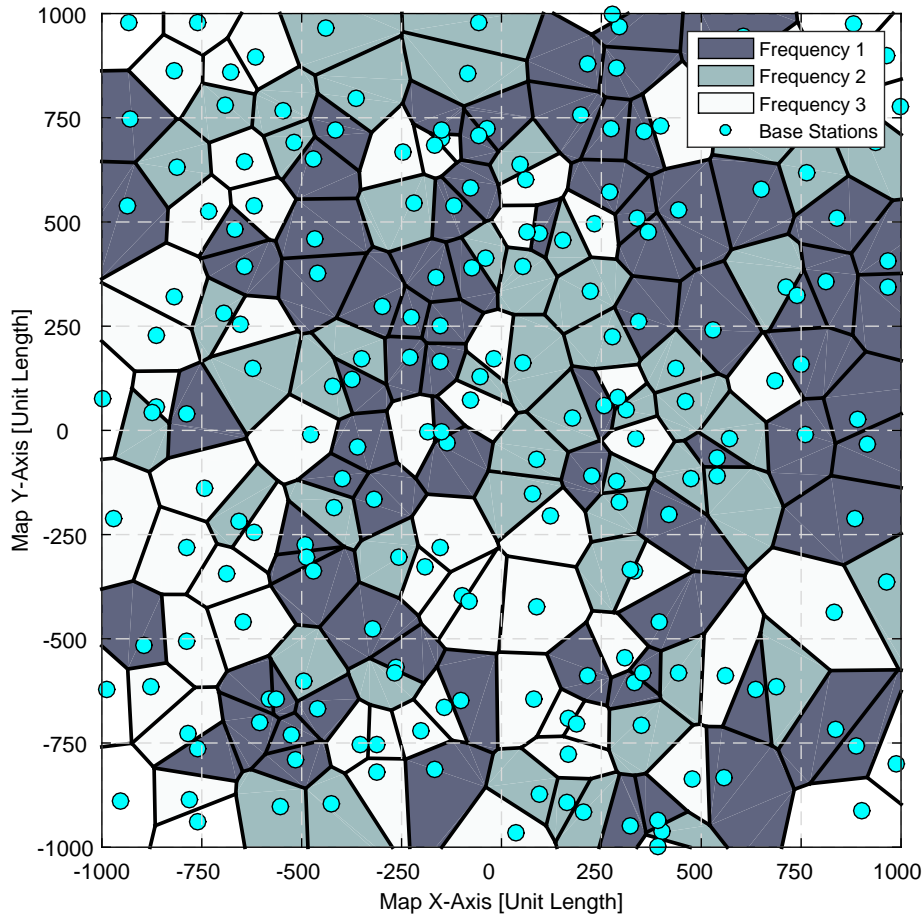 1000
750
500
250
0
-250
-500
-750
-1000
Map Y-Axis [Unit Length]
Frequency 1
Frequency 2
Frequency 3
Base Stations
-1000 -750 -500 -250 0 250 500 750 1000
Map X-Axis [Unit Length]